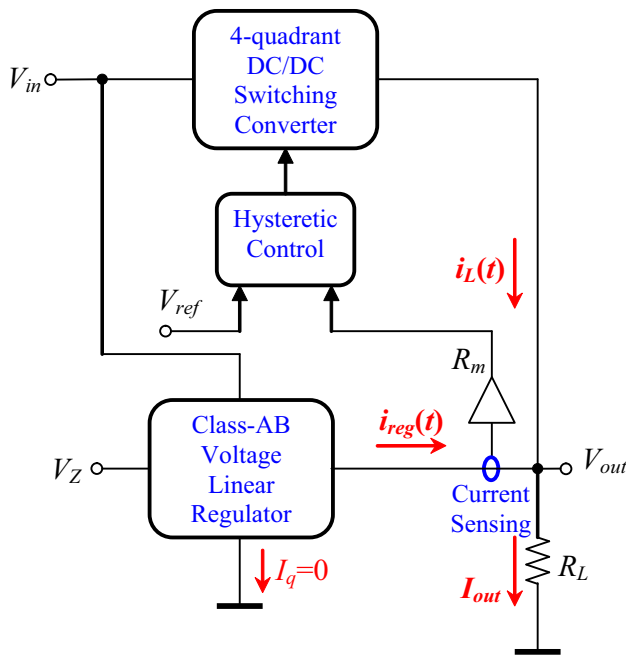 4-quadrant
DC/DC
Switching
Converter
V_in
Hysteretic
Control
i_L(t)
V_ref
R_m
Class-AB
Voltage
Linear
Regulator
i_reg(t)
V_Z
V_out
Current
Sensing
I_q=0
I_out
R_L